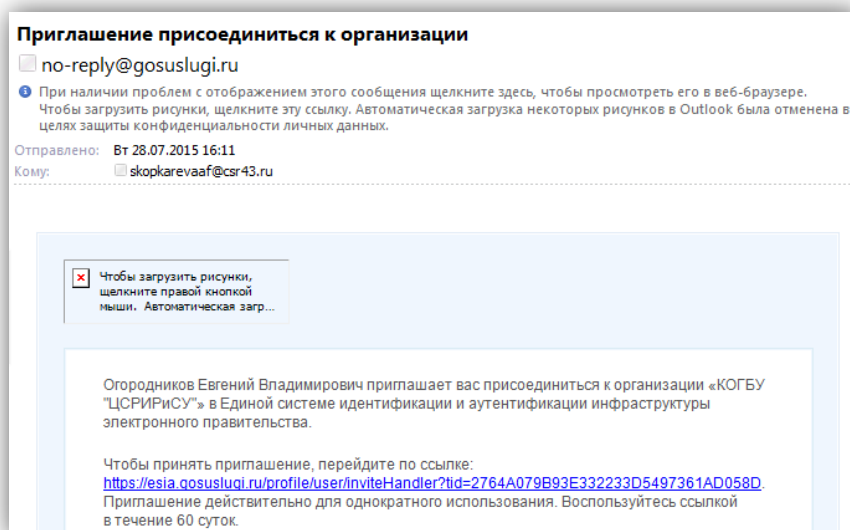 Приглашение присоединиться к организации
no-reply@gosuslugi.ru
При наличии проблем с отображением этого сообщения щелкните здесь, чтобы просмотреть его в веб-браузере.
Чтобы загрузить рисунки, щелкните эту ссылку. Автоматическая загрузка некоторых рисунков в Outlook была отменена в
целях защиты конфиденциальности личных данных.
Отправлено: Вт 28.07.2015 16:11
Кому: skopkarevaaf@csr43.ru
Чтобы загрузить рисунки,
щелкните правой кнопкой
мыши. Автоматическая загр...
Огородников Евгений Владимирович приглашает вас присоединиться к организации «КОГБУ
"ЦСРИРиСУ"» в Единой системе идентификации и аутентификации инфраструктуры
электронного правительства.
Чтобы принять приглашение, перейдите по ссылке:
https://esia.gosuslugi.ru/profile/user/inviteHandler?tid=2764A079B93E332233D5497361AD058D.
Приглашение действительно для однократного использования. Воспользуйтесь ссылкой
в течение 60 суток.